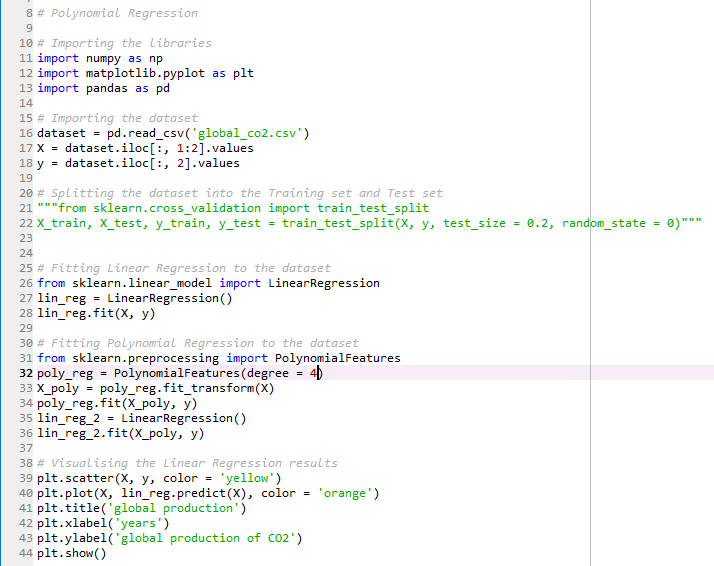 8 # Polynomial Regression
9
10 # Importing the libraries
11 import numpy as np
12 import matplotlib.pyplot as plt
13 import pandas as pd
14
15 # Importing the dataset
16 dataset = pd.read_csv('global_co2.csv')
17 X = dataset.iloc[:, 1:2].values
18 y = dataset.iloc[:, 2].values
19
20 # Splitting the dataset into the Training set and Test set
21 """from sklearn.cross_validation import train_test_split
22 X_train, X_test, y_train, y_test = train_test_split(X, y, test_size = 0.2, random_state = 0)"""
23
24
25 # Fitting Linear Regression to the dataset
26 from sklearn.linear_model import LinearRegression
27 lin_reg = LinearRegression()
28 lin_reg.fit(X, y)
29
30 # Fitting Polynomial Regression to the dataset
31 from sklearn.preprocessing import PolynomialFeatures
32 poly_reg = PolynomialFeatures(degree = 4)
33 X_poly = poly_reg.fit_transform(X)
34 poly_reg.fit(X_poly, y)
35 lin_reg_2 = LinearRegression()
36 lin_reg_2.fit(X_poly, y)
37
38 # Visualising the Linear Regression results
39 plt.scatter(X, y, color = 'yellow')
40 plt.plot(X, lin_reg.predict(X), color = 'orange')
41 plt.title('global production')
42 plt.xlabel('years')
43 plt.ylabel('global production of CO2')
44 plt.show()